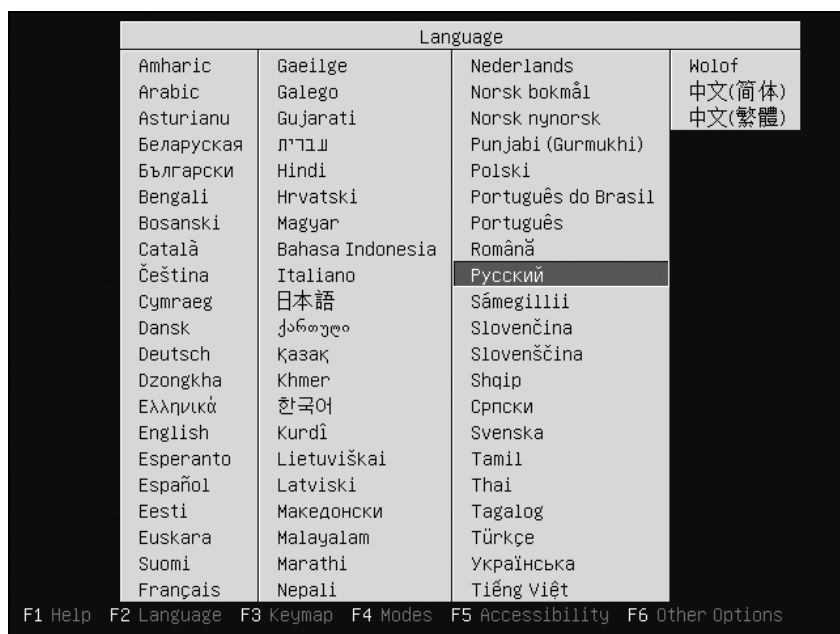 Language
Amharic
Arabic
Asturianu
Беларуская
Български
Bengali
Bosanski
Català
Čeština
Cymraeg
Dansk
Deutsch
Dzongkha
Ελληνικά
English
Esperanto
Español
Eesti
Euskara
Suomi
Français
Gaeilge
Galego
Gujarati
עברית
Hindi
Hrvatski
Magyar
Bahasa Indonesia
Italiano
日本語
ქართული
Қазақ
Khmer
한국어
Kurdî
Lietuviškai
Latviski
Македонски
Malayalam
Marathi
Nepali
Nederlands
Norsk bokmål
Norsk nynorsk
Punjabi (Gurmukhi)
Polski
Português do Brasil
Português
Română
Русский
Sámegillii
Slovenčina
Slovenščina
Shqip
Српски
Svenska
Tamil
Thai
Tagalog
Türkçe
Українська
Tiếng Việt
Wolof
中文(简体)
中文(繁體)
F1 Help F2 Language F3 Keymap F4 Modes F5 Accessibility F6 Other Options